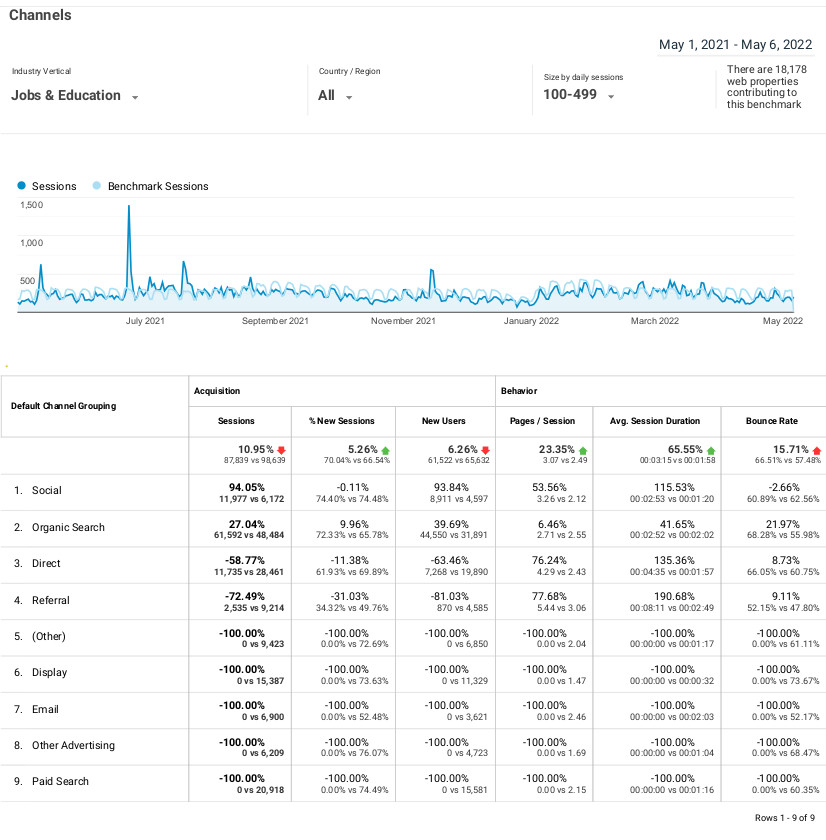 Channels
May 1, 2021 - May 6, 2022
Industry Vertical
Jobs & Education
Country / Region
All
Size by daily sessions
100-499
There are 18,178
web properties
contributing to
this benchmark
Sessions Benchmark Sessions
1,500
1,000
500
July 2021 September 2021 November 2021 January 2022 March 2022 May 2022
Default Channel Grouping
Acquisition Behavior
Sessions % New Sessions New Users Pages / Session Avg. Session Duration Bounce Rate
10.95% 5.26% 6.26% 23.35% 65.55% 15.71%
87,839 vs 98,639 70.04% vs 66.54% 61,522 vs 65,632 3.07 vs 2.49 00:03:15 vs 00:01:58 66.51% vs 57.48%
1. Social 94.05% -0.11% 93.84% 53.56% 115.53% -2.66%
11,977 vs 6,172 74.40% vs 74.48% 8,911 vs 4,597 3.26 vs 2.12 00:02:53 vs 00:01:20 60.89% vs 62.56%
2. Organic Search 27.04% 9.96% 39.69% 6.46% 41.65% 21.97%
61,592 vs 48,484 72.33% vs 65.78% 44,550 vs 31,891 2.71 vs 2.55 00:02:52 vs 00:02:02 68.28% vs 55.98%
3. Direct -58.77% -11.38% -63.46% 76.24% 135.36% 8.73%
11,735 vs 28,461 61.93% vs 69.89% 7,268 vs 19,890 4.29 vs 2.43 00:04:35 vs 00:01:57 66.05% vs 60.75%
4. Referral -72.49% -31.03% -81.03% 77.68% 190.68% 9.11%
2,535 vs 9,214 34.32% vs 49.76% 870 vs 4,585 5.44 vs 3.06 00:08:11 vs 00:02:49 52.15% vs 47.80%
5. (Other) -100.00% -100.00% -100.00% -100.00% -100.00% -100.00%
0 vs 9,423 0.00% vs 72.69% 0 vs 6,850 0.00 vs 2.04 00:00:00 vs 00:01:17 0.00% vs 61.11%
6. Display -100.00% -100.00% -100.00% -100.00% -100.00% -100.00%
0 vs 15,387 0.00% vs 73.63% 0 vs 11,329 0.00 vs 1.47 00:00:00 vs 00:00:32 0.00% vs 73.67%
7. Email -100.00% -100.00% -100.00% -100.00% -100.00% -100.00%
0 vs 6,900 0.00% vs 52.48% 0 vs 3,621 0.00 vs 2.46 00:00:00 vs 00:02:03 0.00% vs 52.17%
8. Other Advertising -100.00% -100.00% -100.00% -100.00% -100.00% -100.00%
0 vs 6,209 0.00% vs 76.07% 0 vs 4,723 0.00 vs 1.69 00:00:00 vs 00:01:04 0.00% vs 68.47%
9. Paid Search -100.00% -100.00% -100.00% -100.00% -100.00% -100.00%
0 vs 20,918 0.00% vs 74.49% 0 vs 15,581 0.00 vs 2.15 00:00:00 vs 00:01:16 0.00% vs 60.35%
Rows 1 - 9 of 9